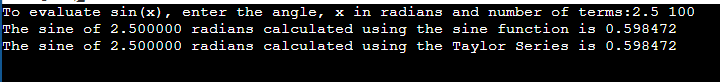 To evaluate sin(x), enter the angle, x in radians and number of terms:2.5 100
The sine of 2.500000 radians calculated using the sine function is 0.598472
The sine of 2.500000 radians calculated using the Taylor Series is 0.598472